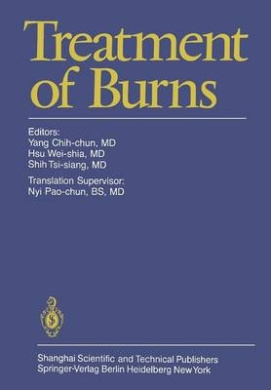 Treatment
of Burns
Editors:
Yang Chih-chun, MD
Hsu Wei-shia, MD
Shih Tsi-siang, MD
Translation Supervisor:
Nyi Pao-chun, BS, MD
Shanghai Scientific and Technical Publishers
Springer-Verlag Berlin Heidelberg New York